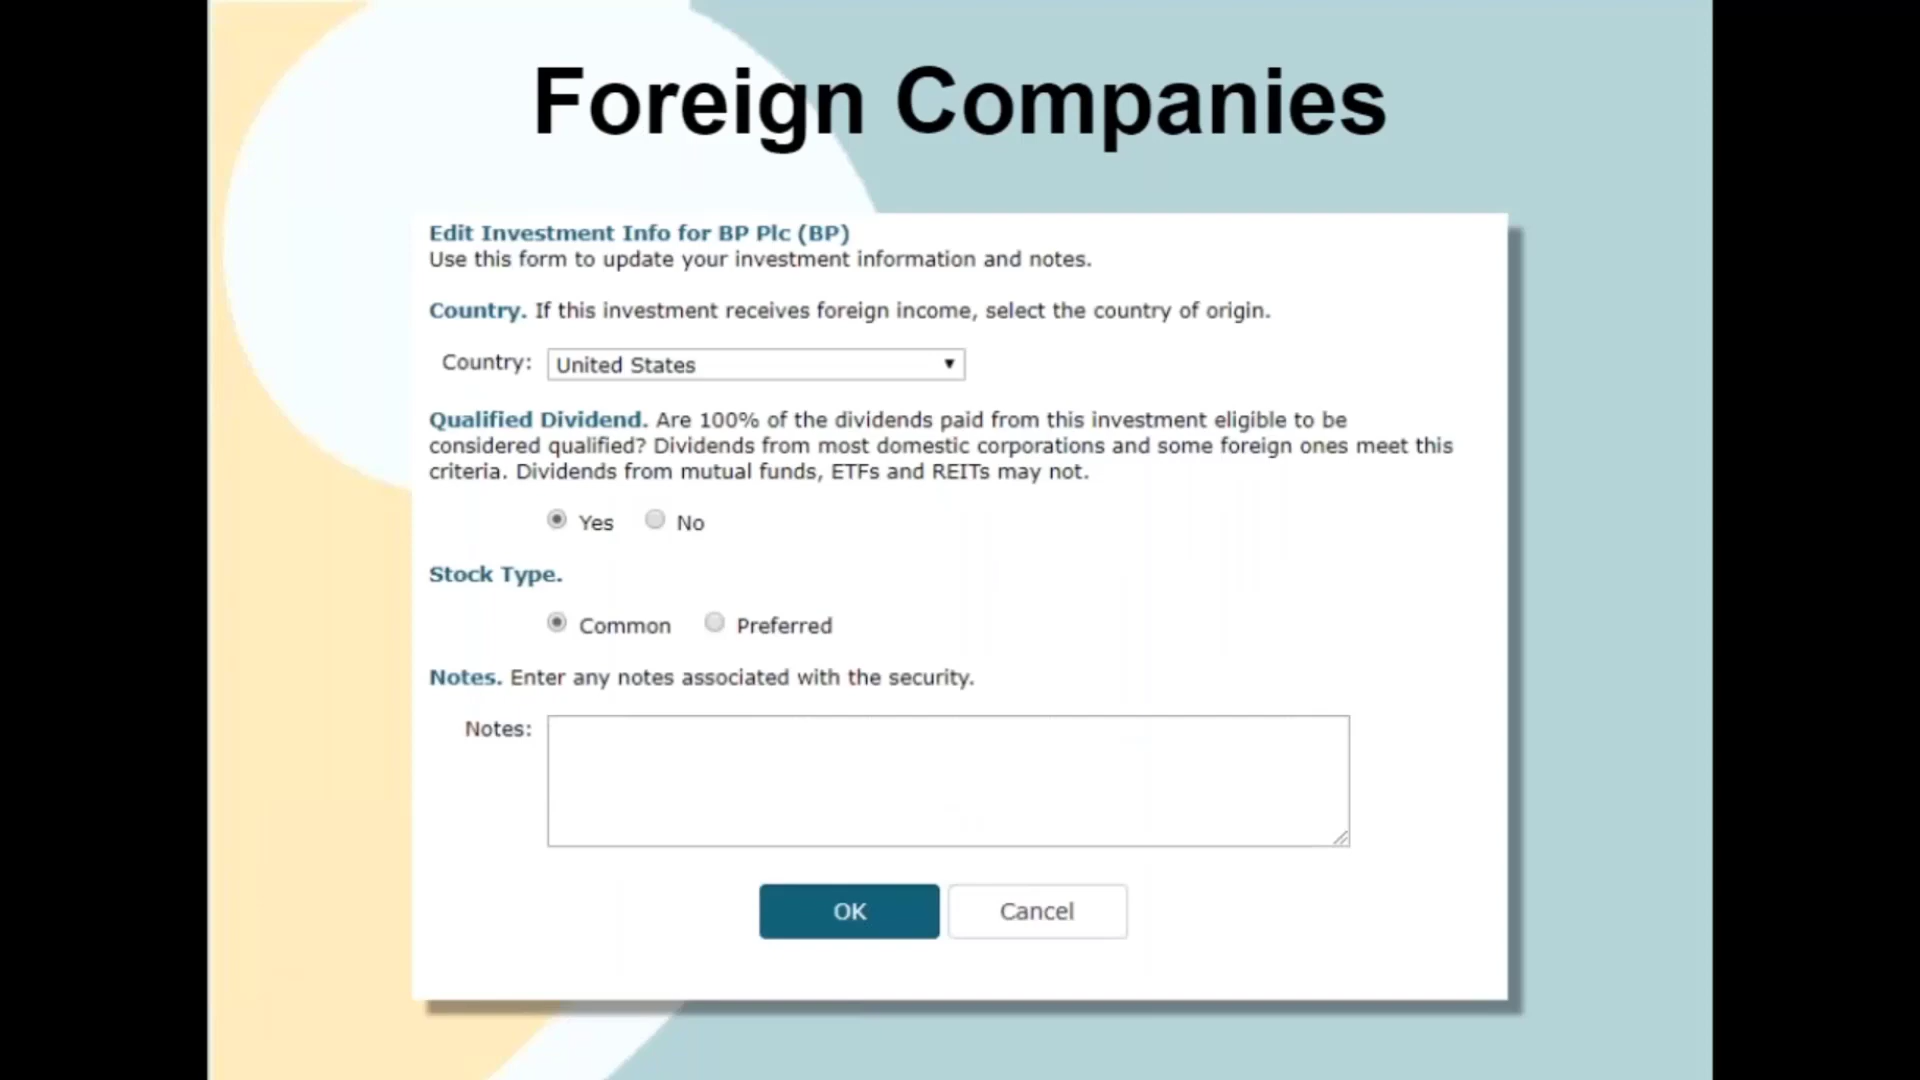 Foreign Companies
Edit Investment Info for BP Plc (BP)
Use this form to update your investment information and notes.
Country. If this investment receives foreign income, select the country of origin.
Country: United States
Qualified Dividend. Are 100% of the dividends paid from this investment eligible to be
considered qualified? Dividends from most domestic corporations and some foreign ones meet this
criteria. Dividends from mutual funds, ETFs and REITs may not.
Yes No
Stock Type.
Common Preferred
Notes. Enter any notes associated with the security.
Notes:
OK Cancel